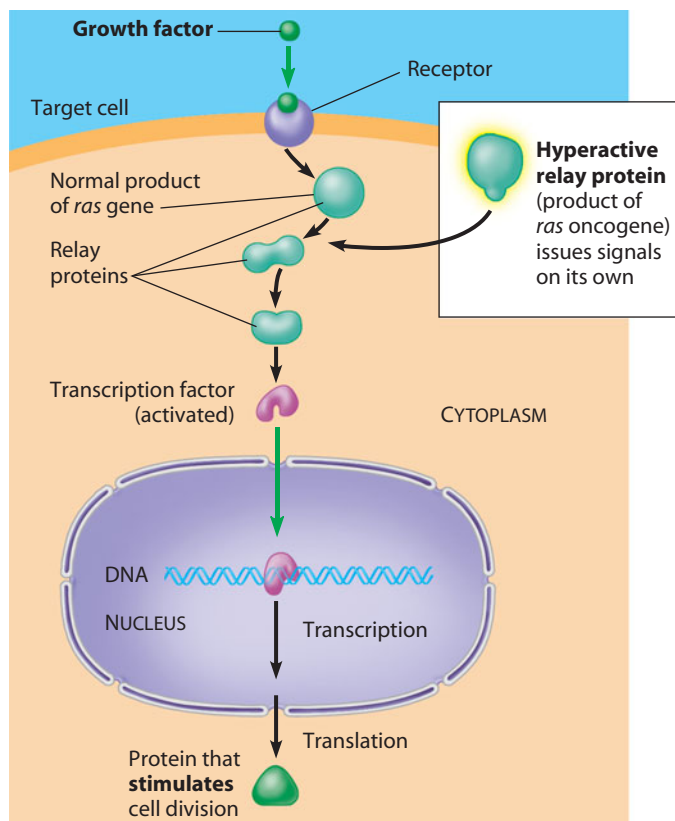 Growth factor
Receptor
Target cell
Hyperactive
relay protein
(product of
ras oncogene)
issues signals
on its own
Normal product
of ras gene
Relay
proteins
Transcription factor
(activated)
CYTOPLASM
DNA
NUCLEUS
Transcription
Translation
Protein that
stimulates
cell division